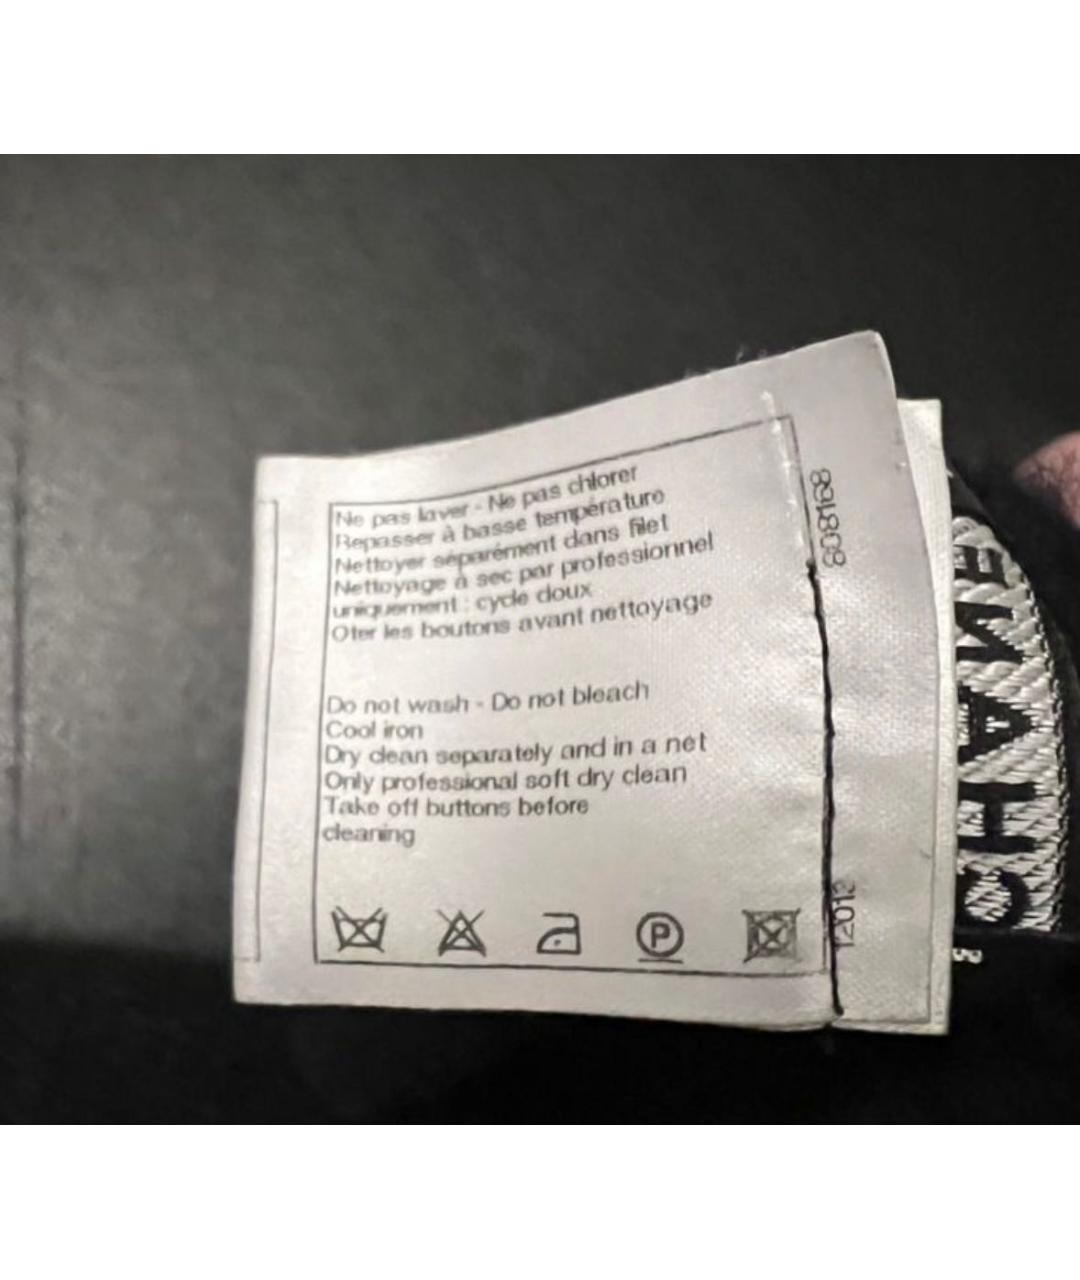 Ne pas laver - Ne pas chlorer
Repasser à basse température
Nettoyer séparément dans filet
Nettoyage à sec par professionnel
uniquement : cycle doux
Oter les boutons avant nettoyage
Do not wash - Do not bleach
Cool iron
Dry clean separately and in a net
Only professional soft dry clean
Take off buttons before
cleaning
P
808198
12013